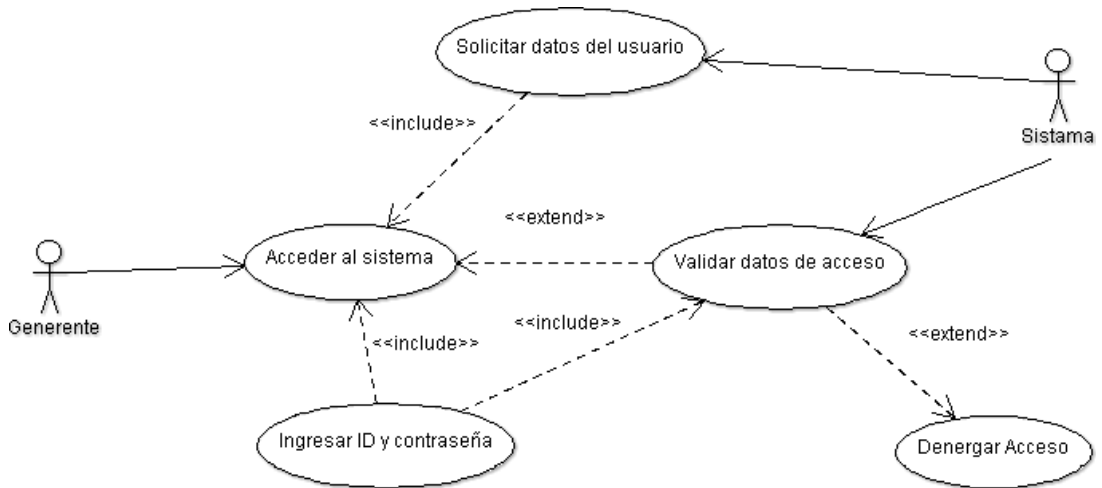 Solicitar datos del usuario
<<include>>
Sistama
<<extend>>
Acceder al sistema
Validar datos de acceso
Generente
<<include>>
<<include>>
<<extend>>
Ingresar ID y contraseña
Denergar Acceso